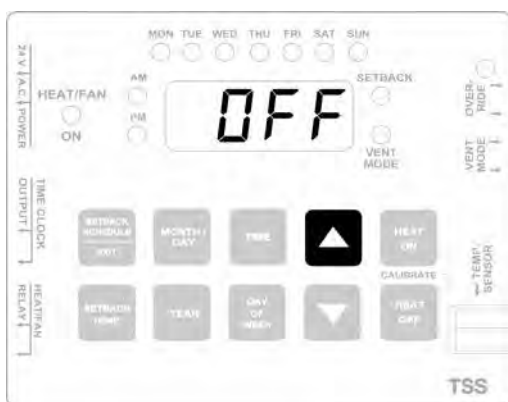 MON TUE WED THU FRI SAT SUN
24 V (A.C.) POWER
HEAT/FAN
ON
AM
PM
OFF
SETBACK
VENT
MODE
OVER-
RIDE
VENT
MODE
TIME CLOCK
OUTPUT
SETBACK
SCHEDULE
EXIT
MONTH /
DAY
TIME
HEAT
ON
CALIBRATE
HEAT/FAN
RELAY
SETBACK
TEMP
YEAR
DAY
OF
WEEK
HEAT
OFF
TEMP.
SENSOR
TSS